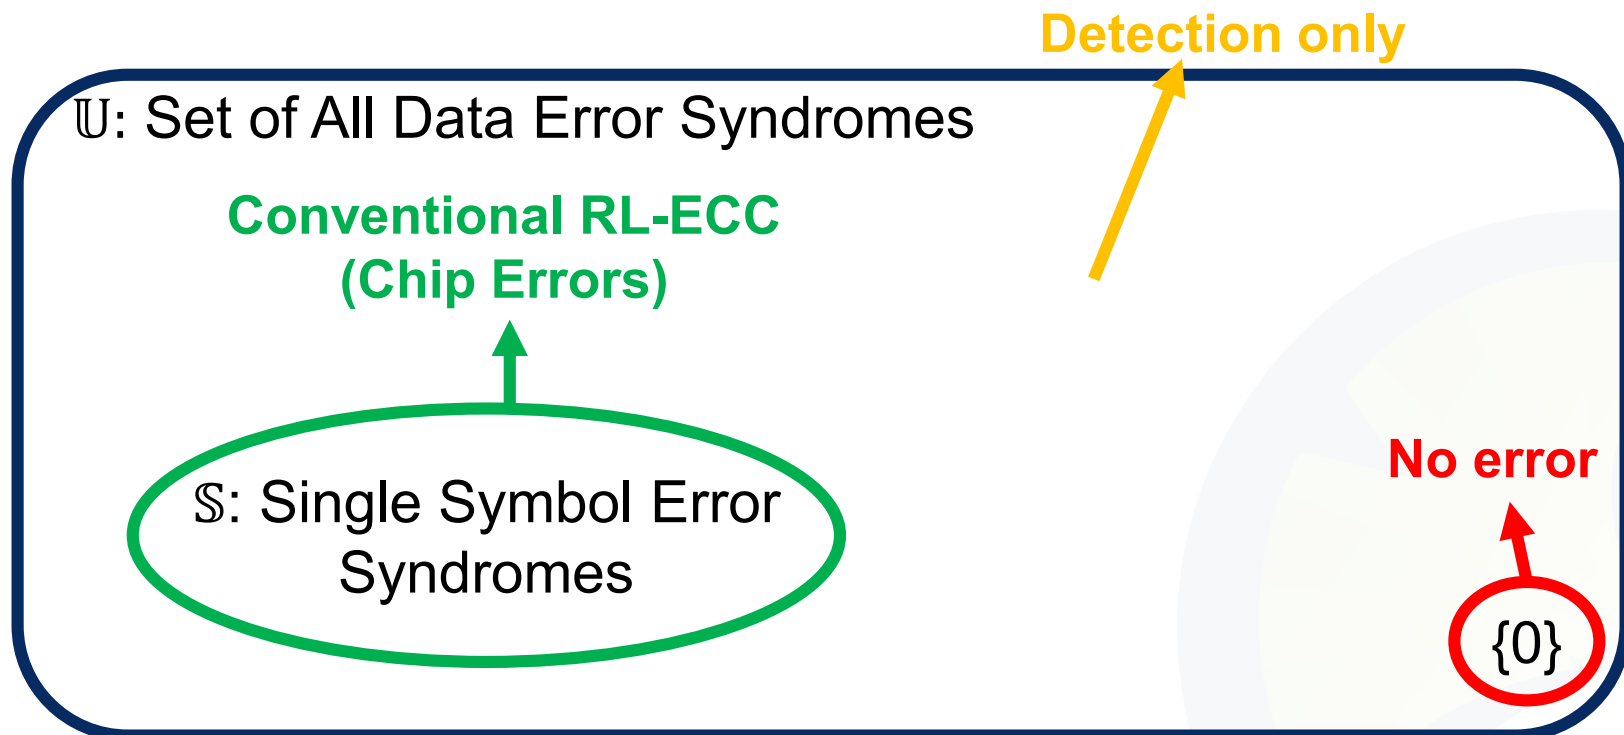 Detection only
𝕌: Set of All Data Error Syndromes
Conventional RL-ECC
(Chip Errors)
𝕊: Single Symbol Error
Syndromes
No error
{0}